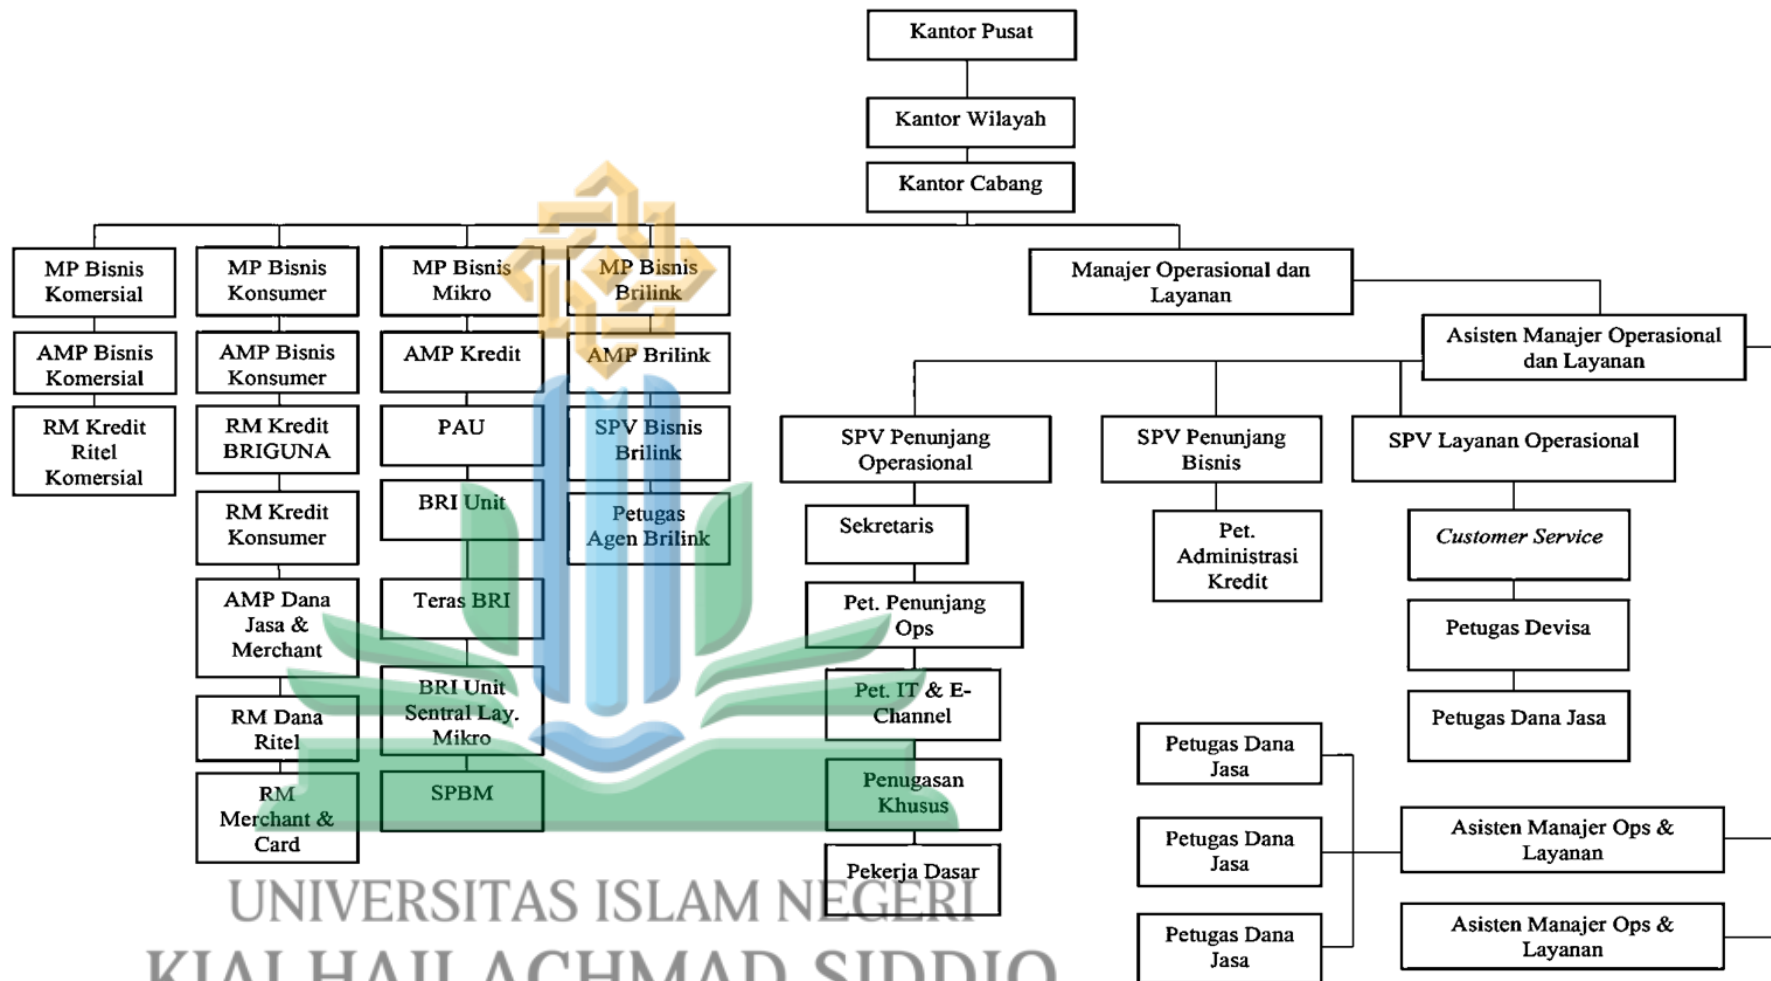 Kantor Pusat
Kantor Wilayah
Kantor Cabang
MP Bisnis
Komersial
AMP Bisnis
Komersial
RM Kredit
Ritel
Komersial
MP Bisnis
Konsumer
AMP Bisnis
Konsumer
RM Kredit
BRIGUNA
RM Kredit
Konsumer
AMP Dana
Jasa &
Merchant
RM Dana
Ritel
RM
Merchant &
Card
MP Bisnis
Mikro
AMP Kredit
PAU
BRI Unit
Teras BRI
BRI Unit
Sentral Lay.
Mikro
SPBM
MP Bisnis
Brilink
AMP Brilink
SPV Bisnis
Brilink
Petugas
Agen Brilink
Manajer Operasional dan
Layanan
Asisten Manajer Operasional
dan Layanan
SPV Penunjang
Operasional
Sekretaris
Pet. Penunjang
Ops
Pet. IT & E-
Channel
Penugasan
Khusus
Pekerja Dasar
SPV Penunjang
Bisnis
Pet.
Administrasi
Kredit
SPV Layanan Operasional
Customer Service
Petugas Devisa
Petugas Dana Jasa
Petugas Dana
Jasa
Petugas Dana
Jasa
Petugas Dana
Jasa
Asisten Manajer Ops &
Layanan
Asisten Manajer Ops &
Layanan
UNIVERSITAS ISLAM NEGERI
KIAI HAJI ACHMAD SIDDIQ